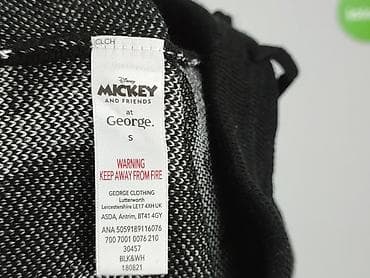 CLCH
Disney
MICKEY
AND FRIENDS
at
George.
S
WARNING
KEEP AWAY FROM FIRE
GEORGE CLOTHING
Lutterworth
Leicestershire LE17 4XH UK
ASDA, Antrim, BT41 4GY
ANA 5059189116076
700 7001 0076 210
30457
BLK&WH
180821